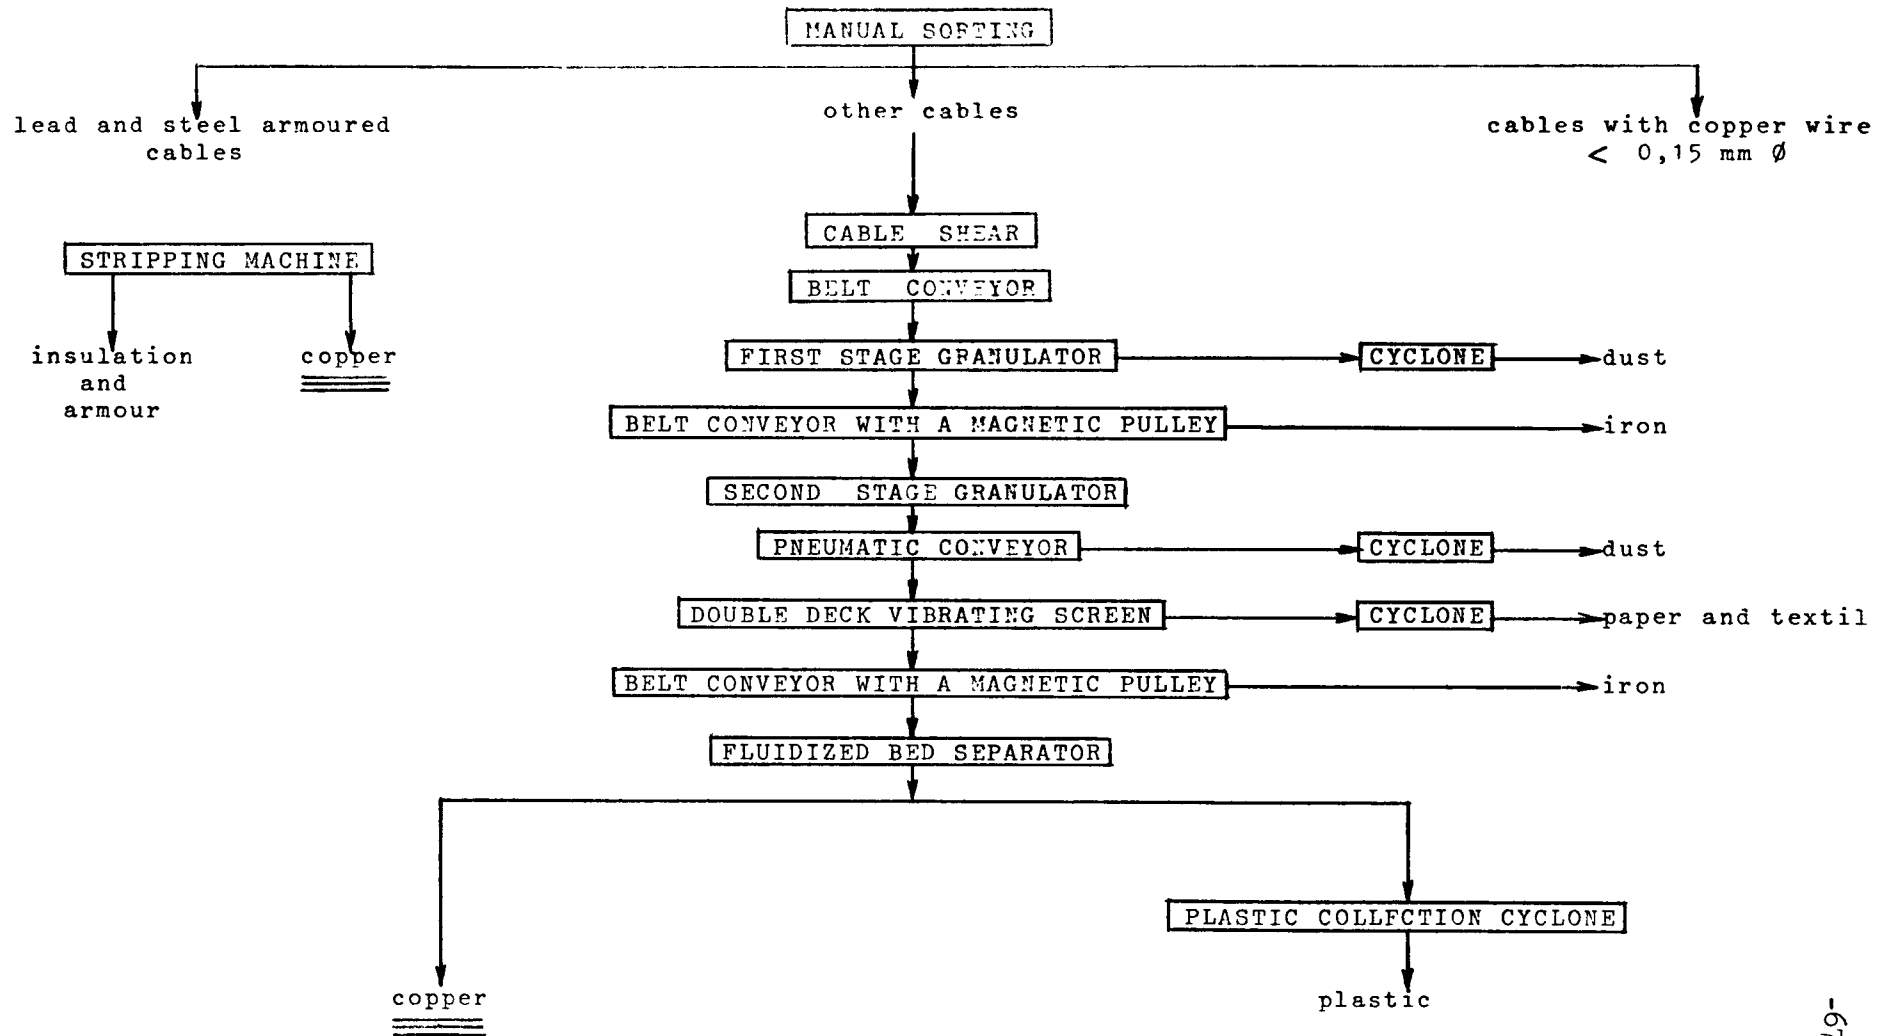 MANUAL SORTING
lead and steel armoured
cables
other cables
cables with copper wire
< 0,15 mm Ø
CABLE SHEAR
STRIPPING MACHINE
BELT CONVEYOR
insulation
and
armour
copper
FIRST STAGE GRANULATOR
CYCLONE
dust
BELT CONVEYOR WITH A MAGNETIC PULLEY
iron
SECOND STAGE GRANULATOR
PNEUMATIC CONVEYOR
CYCLONE
dust
DOUBLE DECK VIBRATING SCREEN
CYCLONE
paper and textil
BELT CONVEYOR WITH A MAGNETIC PULLEY
iron
FLUIDIZED BED SEPARATOR
PLASTIC COLLECTION CYCLONE
copper
plastic